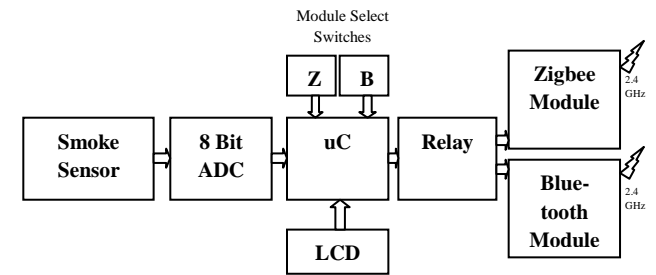 Module Select
Switches
Z
B
Zigbee
Module
2.4
GHz
Smoke
Sensor
8 Bit
ADC
uC
Relay
Blue-
tooth
Module
2.4
GHz
LCD